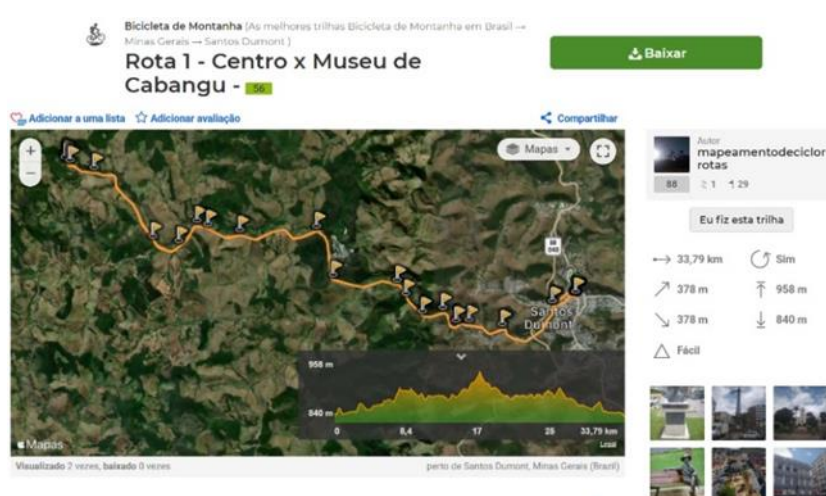 Bicicleta de Montanha (As melhores trilhas Bicicleta de Montanha em Brasil →
Minas Gerais → Santos Dumont )
Rota 1 - Centro x Museu de
Cabangu - 56
Baixar
Adicionar a uma lista Adicionar avaliação
Compartilhar
+
−
Mapas
Santos
Dumont
958 m
840 m
0 8,4 17 25 33,79 km
Mapas
Visualizado 2 vezes, baixado 0 vezes
perto de Santos Dumont, Minas Gerais (Brazil)
Autor
mapeamentodeciclor
rotas
88 1 29
Eu fiz esta trilha
33,79 km Sim
378 m 958 m
378 m 840 m
Fácil